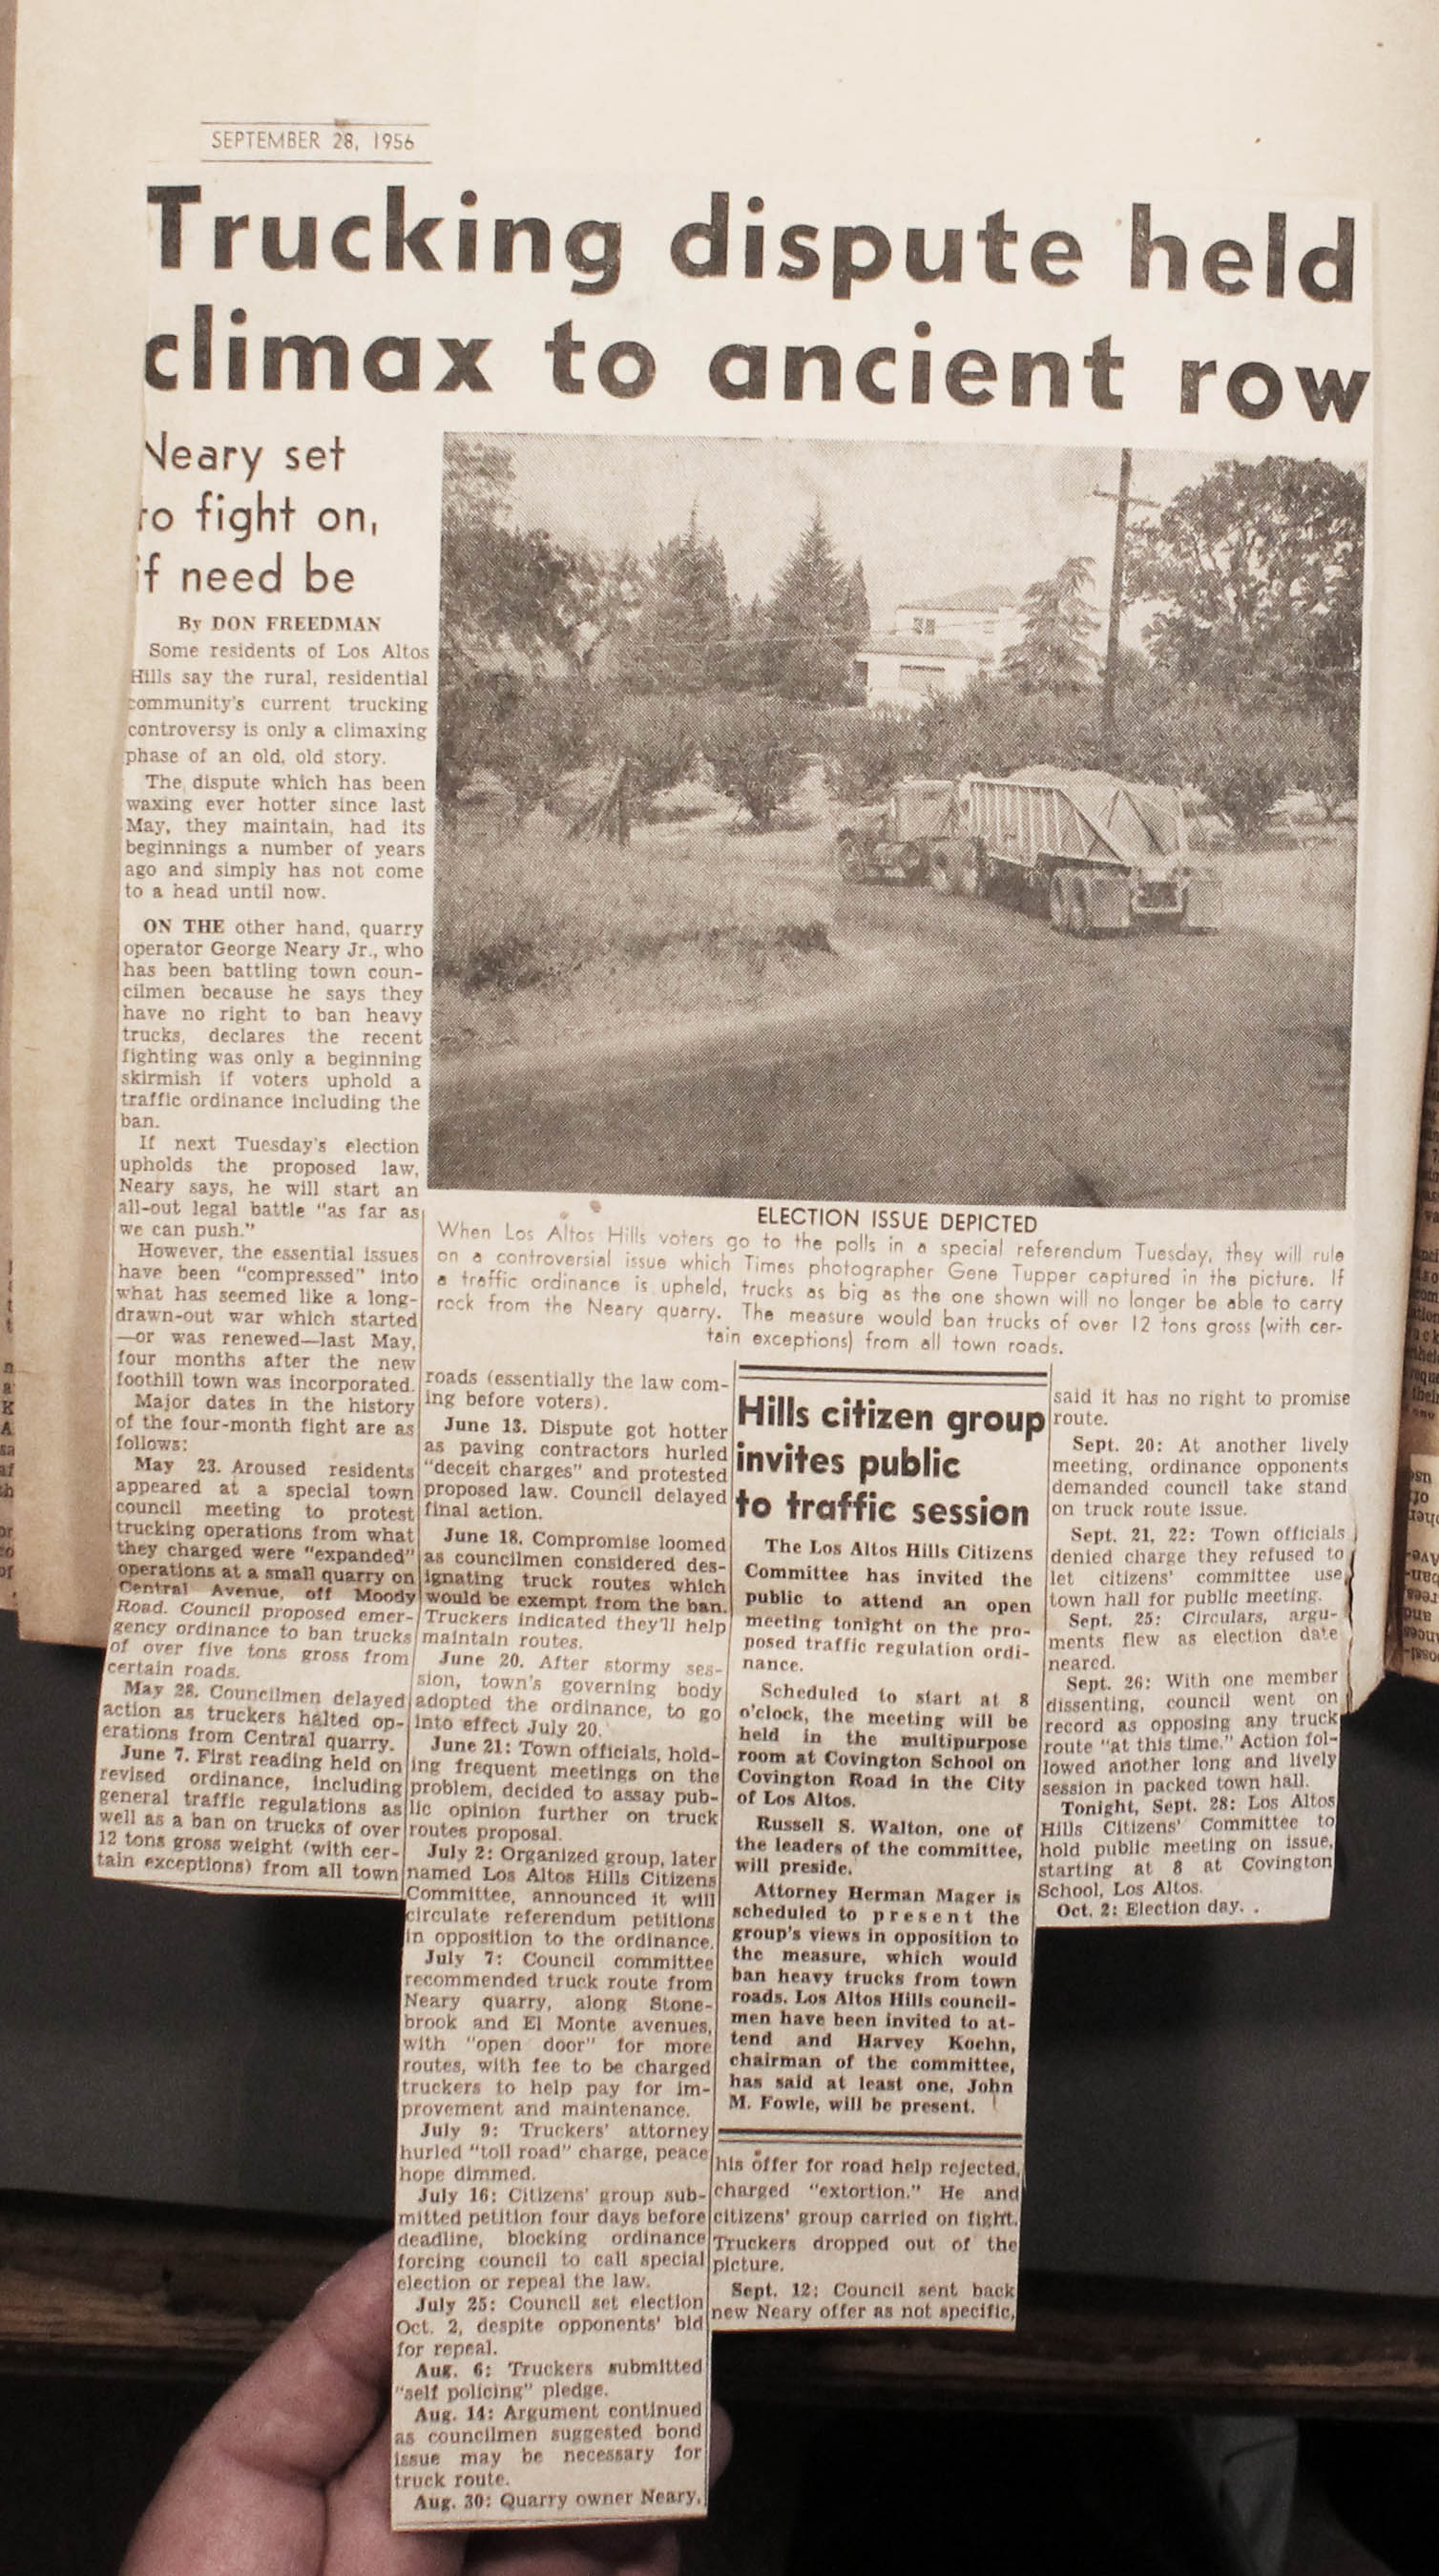 SEPTEMBER 28, 1956
Trucking dispute held
climax to ancient row
Neary set
to fight on,
if need be
By DON FREEDMAN
Some residents of Los Altos
Hills say the rural, residential
community's current trucking
controversy is only a climaxing
phase of an old, old story.
The dispute which has been
waxing ever hotter since last
May, they maintain, had its
beginnings a number of years
ago and simply has not come
to a head until now.
ON THE other hand, quarry
operator George Neary Jr., who
has been battling town coun-
cilmen because he says they
have no right to ban heavy
trucks, declares the recent
fighting was only a beginning
skirmish if voters uphold a
traffic ordinance including the
ban.
If next Tuesday's election
upholds the proposed law,
Neary says, he will start an
all-out legal battle "as far as
we can push."
However, the essential issues
have been "compressed" into
what has seemed like a long-
drawn-out war which started
—or was renewed—last May,
four months after the new
foothill town was incorporated.
Major dates in the history
of the four-month fight are as
follows:
May 23. Aroused residents
appeared at a special town
council meeting to protest
trucking operations from what
they charged were "expanded"
operations at a small quarry on
Central Avenue, off Moody
Road. Council proposed emer-
gency ordinance to ban trucks
of over five tons gross from
certain roads.
May 28. Councilmen delayed
action as truckers halted op-
erations from Central quarry.
June 7. First reading held on
revised ordinance, including
general traffic regulations as
well as a ban on trucks of over
12 tons gross weight (with cer-
tain exceptions) from all town
ELECTION ISSUE DEPICTED
When Los Altos Hills voters go to the polls in a special referendum Tuesday, they will rule
on a controversial issue which Times photographer Gene Tupper captured in the picture. If
a traffic ordinance is upheld, trucks as big as the one shown will no longer be able to carry
rock from the Neary quarry. The measure would ban trucks of over 12 tons gross (with cer-
tain exceptions) from all town roads.
roads (essentially the law com-
ing before voters).
June 13. Dispute got hotter
as paving contractors hurled
"deceit charges" and protested
proposed law. Council delayed
final action.
June 18. Compromise loomed
as councilmen considered des-
ignating truck routes which
would be exempt from the ban.
Truckers indicated they'll help
maintain routes.
June 20. After stormy ses-
sion, town's governing body
adopted the ordinance, to go
into effect July 20.
June 21: Town officials, hold-
ing frequent meetings on the
problem, decided to assay pub-
lic opinion further on truck
routes proposal.
July 2: Organized group, later
named Los Altos Hills Citizens
Committee, announced it will
circulate referendum petitions
in opposition to the ordinance.
July 7: Council committee
recommended truck route from
Neary quarry, along Stone-
brook and El Monte avenues,
with "open door" for more
routes, with fee to be charged
truckers to help pay for im-
provement and maintenance.
July 9: Truckers' attorney
hurled "toll road" charge, peace
hope dimmed.
July 16: Citizens' group sub-
mitted petition four days before
deadline, blocking ordinance
forcing council to call special
election or repeal the law.
July 25: Council set election
Oct. 2, despite opponents' bid
for repeal.
Aug. 6: Truckers submitted
"self policing" pledge.
Aug. 14: Argument continued
as councilmen suggested bond
issue may be necessary for
truck route.
Aug. 30: Quarry owner Neary,
Hills citizen group
invites public
to traffic session
The Los Altos Hills Citizens
Committee has invited the
public to attend an open
meeting tonight on the pro-
posed traffic regulation ordi-
nance.
Scheduled to start at 8
o'clock, the meeting will be
held in the multipurpose
room at Covington School on
Covington Road in the City
of Los Altos.
Russell S. Walton, one of
the leaders of the committee,
will preside.
Attorney Herman Mager is
scheduled to present the
group's views in opposition to
the measure, which would
ban heavy trucks from town
roads. Los Altos Hills council-
men have been invited to at-
tend and Harvey Koehn,
chairman of the committee,
has said at least one, John
M. Fowle, will be present.
his offer for road help rejected,
charged "extortion." He and
citizens' group carried on fight.
Truckers dropped out of the
picture.
Sept. 12: Council sent back
new Neary offer as not specific,
said it has no right to promise
route.
Sept. 20: At another lively
meeting, ordinance opponents
demanded council take stand
on truck route issue.
Sept. 21, 22: Town officials
denied charge they refused to
let citizens' committee use
town hall for public meeting.
Sept. 25: Circulars, argu-
ments flew as election date
neared.
Sept. 26: With one member
dissenting, council went on
record as opposing any truck
route "at this time." Action fol-
lowed another long and lively
session in packed town hall.
Tonight, Sept. 28: Los Altos
Hills Citizens' Committee to
hold public meeting on issue,
starting at 8 at Covington
School, Los Altos.
Oct. 2: Election day. .